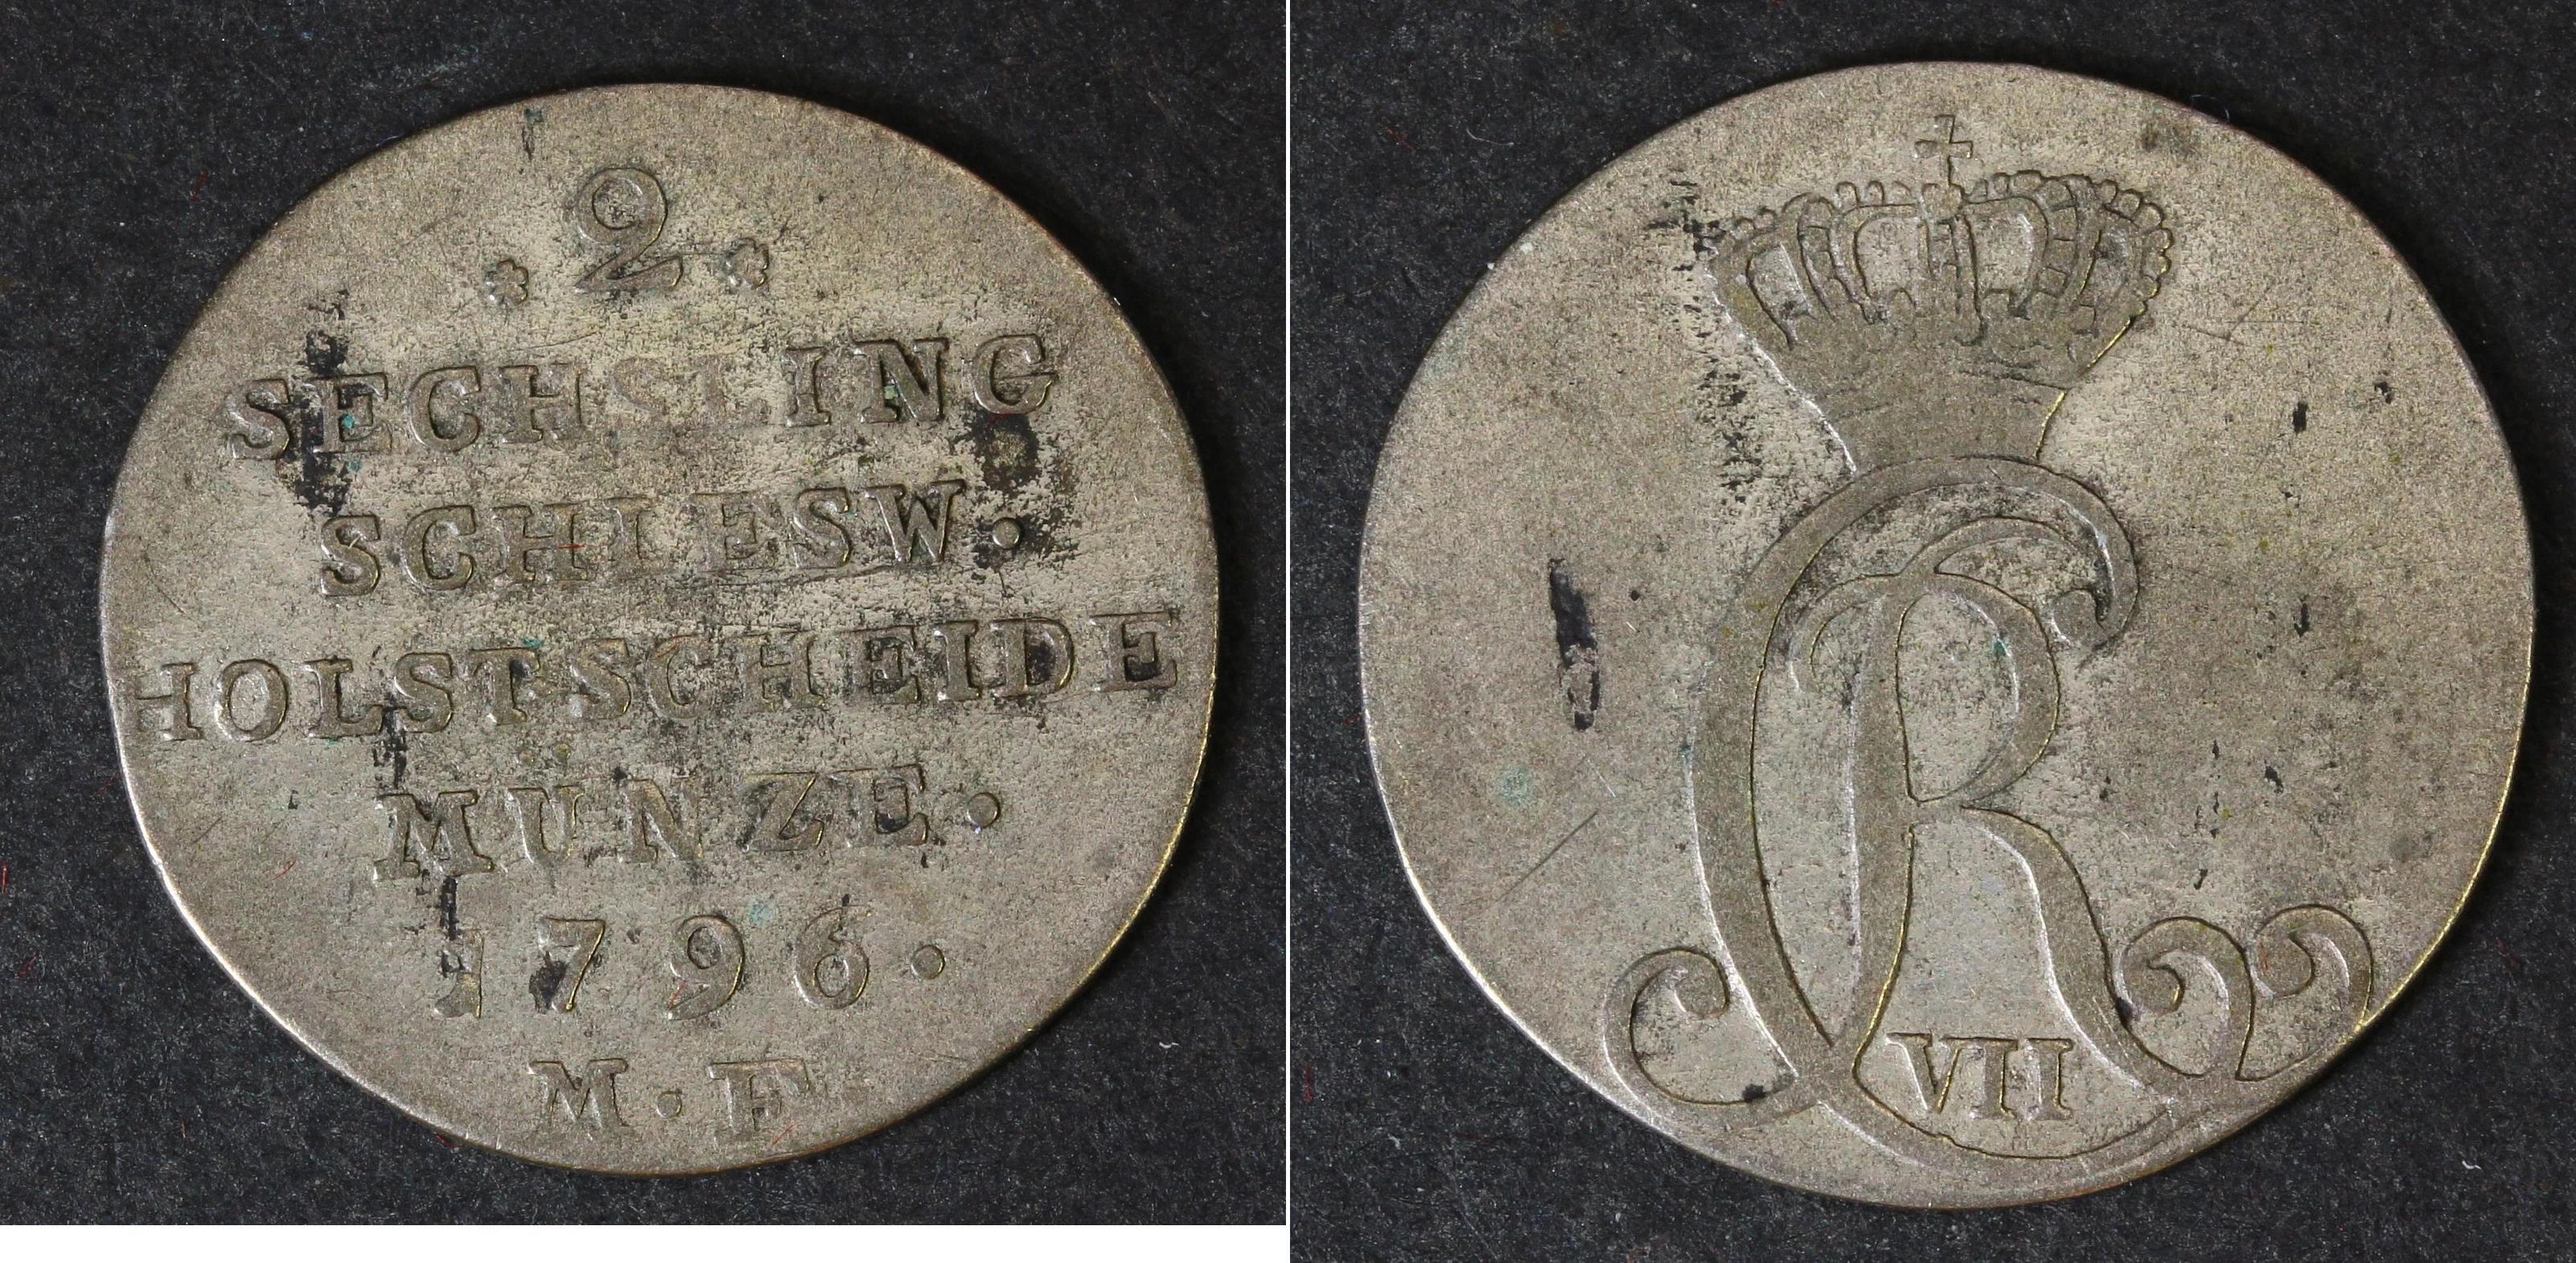 2
SECHSLING
SCHLESW.
HOLST·SCHEIDE
MUNZE.
1796.
M·F·
CR
VII